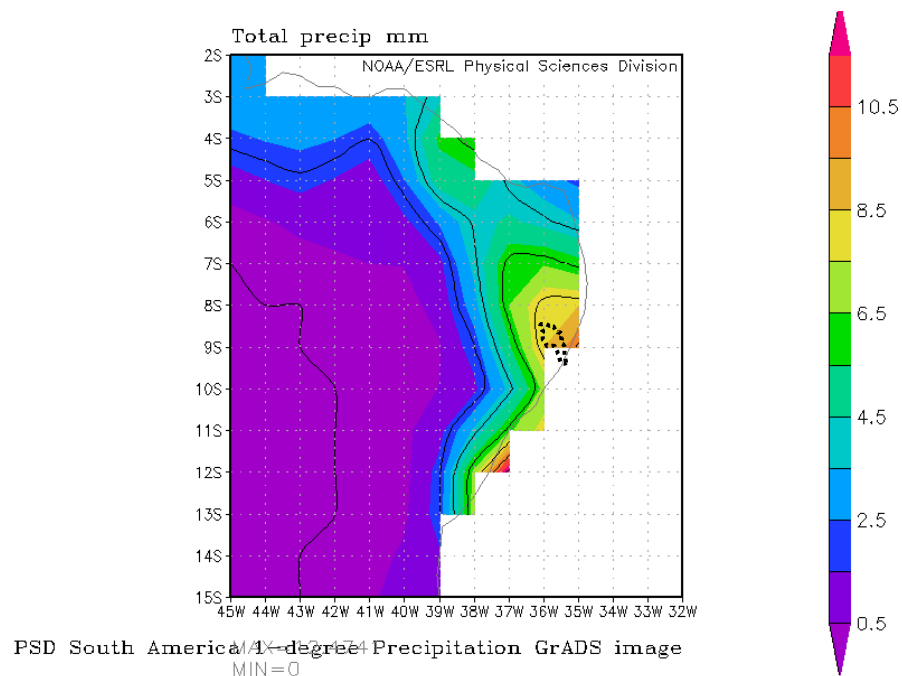 Total precip mm
NOAA/ESRL Physical Sciences Division
2S
3S
4S
5S
6S
7S
8S
9S
10S
11S
12S
13S
14S
15S
45W 44W 43W 42W 41W 40W 39W 38W 37W 36W 35W 34W 33W 32W
10.5
8.5
6.5
4.5
2.5
0.5
PSD South America 1-degree Precipitation GrADS image
MIN=0